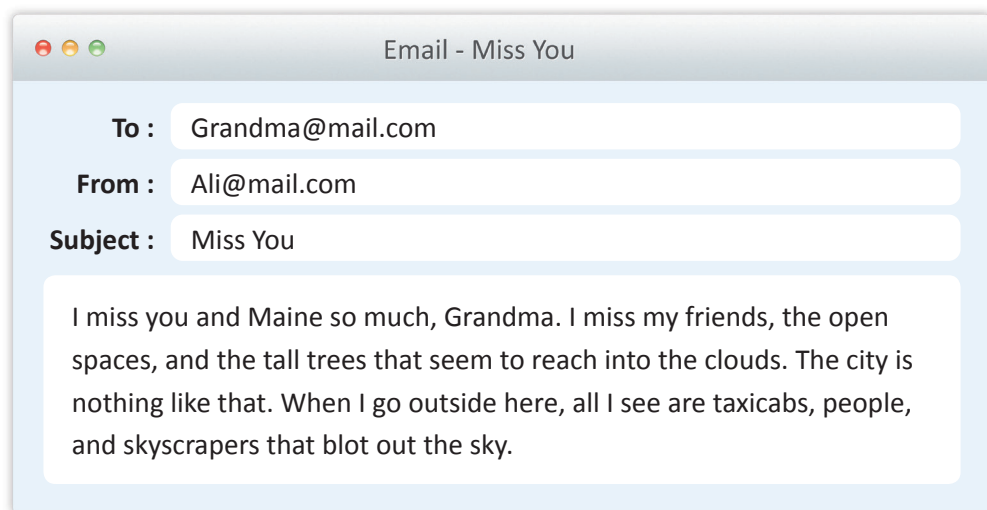 Email - Miss You
To : Grandma@mail.com
From : Ali@mail.com
Subject : Miss You
I miss you and Maine so much, Grandma. I miss my friends, the open
spaces, and the tall trees that seem to reach into the clouds. The city is
nothing like that. When I go outside here, all I see are taxicabs, people,
and skyscrapers that blot out the sky.